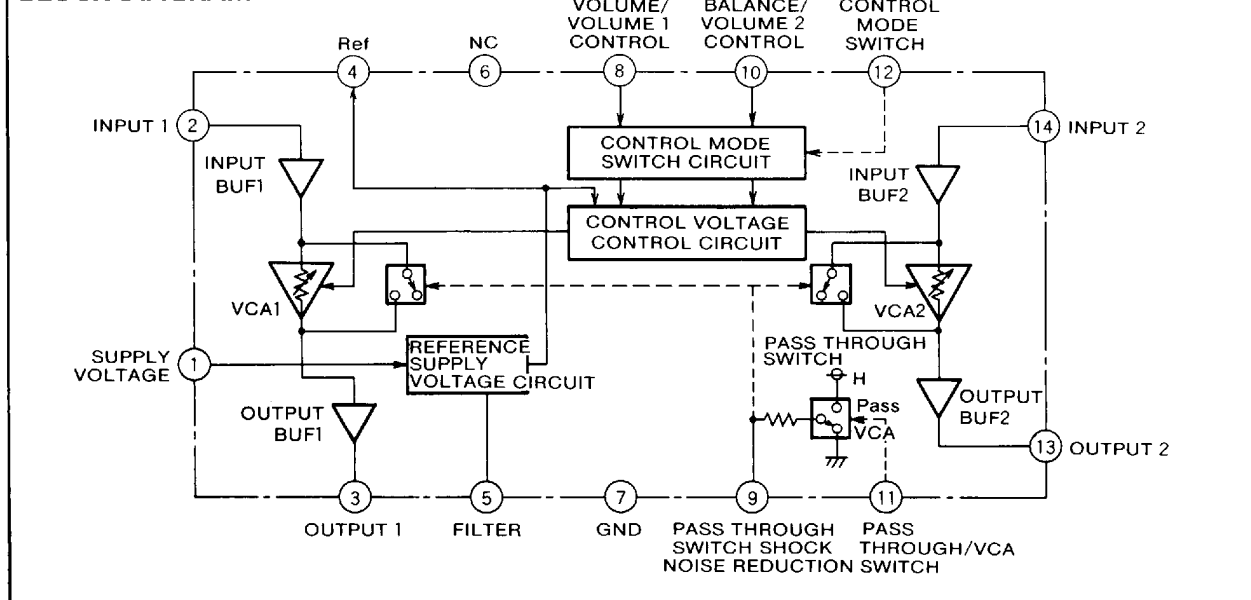 VOLUME/
VOLUME 1
CONTROL
BALANCE/
VOLUME 2
CONTROL
CONTROL
MODE
SWITCH
Ref
NC
4
6
8
10
12
INPUT 1
2
14
INPUT 2
CONTROL MODE
SWITCH CIRCUIT
INPUT
BUF1
INPUT
BUF2
CONTROL VOLTAGE
CONTROL CIRCUIT
VCA1
VCA2
SUPPLY
VOLTAGE
1
REFERENCE
SUPPLY
VOLTAGE CIRCUIT
PASS THROUGH
SWITCH
H
Pass
VCA
OUTPUT
BUF1
OUTPUT
BUF2
13
OUTPUT 2
3
5
7
9
11
OUTPUT 1
FILTER
GND
PASS THROUGH
SWITCH SHOCK
NOISE REDUCTION
PASS
THROUGH/VCA
SWITCH